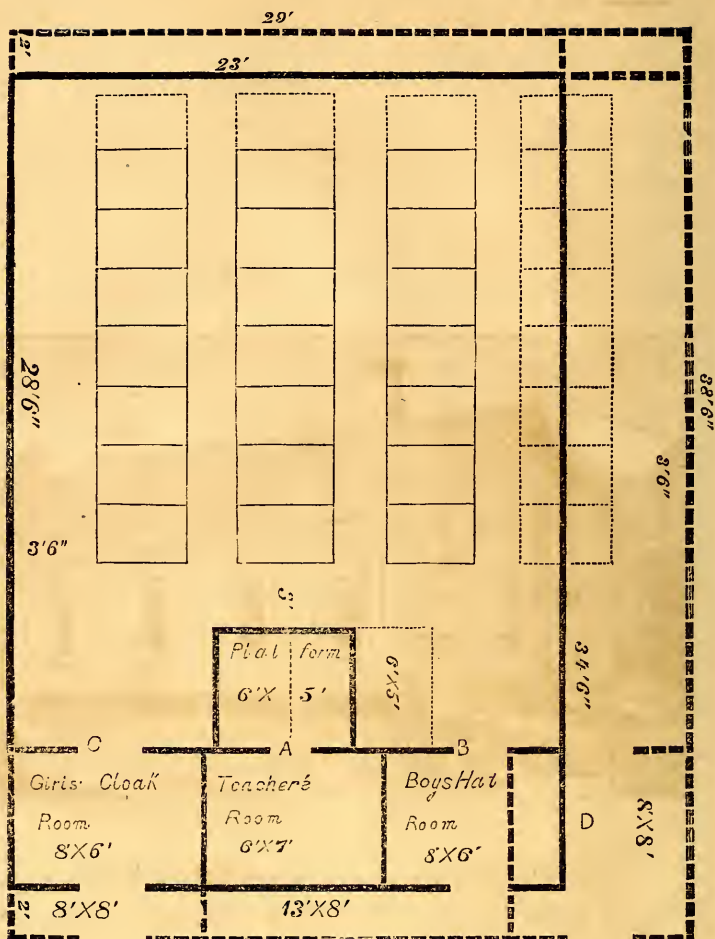 29'
2'
23'
28'6"
38'6"
3'6"
3'6"
3'
Plat form
6'X 5'
6'X5'
34'6"
C
A
B
Girls' Cloak
Room
8'X6'
Teacher's
Room
6'X7'
Boys Hat
Room
8'X6'
D
8'X8'
2'
8'X8'
13'X8'